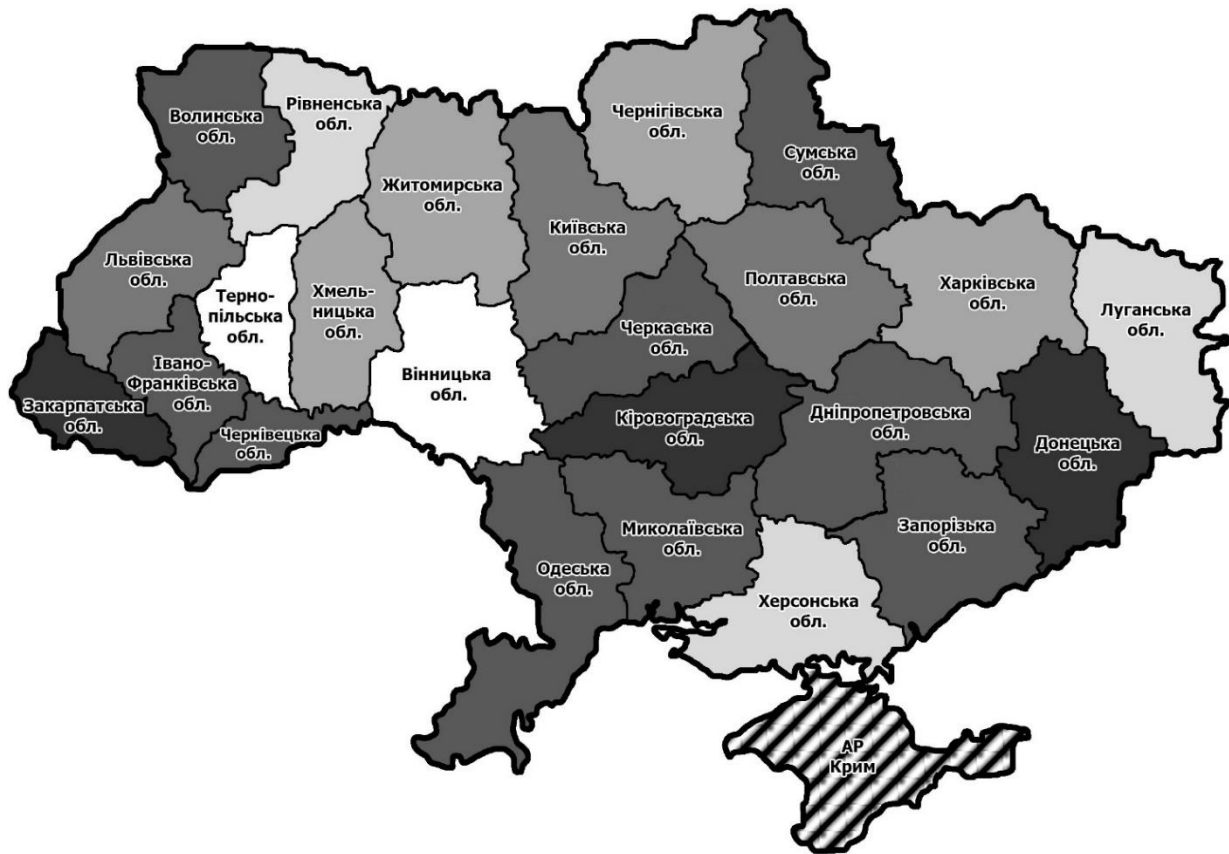 Волинська
обл.
Рівненська
обл.
Житомирська
обл.
Київська
обл.
Чернігівська
обл.
Сумська
обл.
Львівська
обл.
Терно-
пільська
обл.
Хмель-
ницька
обл.
Вінницька
обл.
Черкаська
обл.
Полтавська
обл.
Харківська
обл.
Луганська
обл.
Закарпатська
обл.
Івано-
Франківська
обл.
Чернівецька
обл.
Кіровоградська
обл.
Дніпропетровська
обл.
Донецька
обл.
Одеська
обл.
Миколаївська
обл.
Запорізька
обл.
Херсонська
обл.
АР
Крим